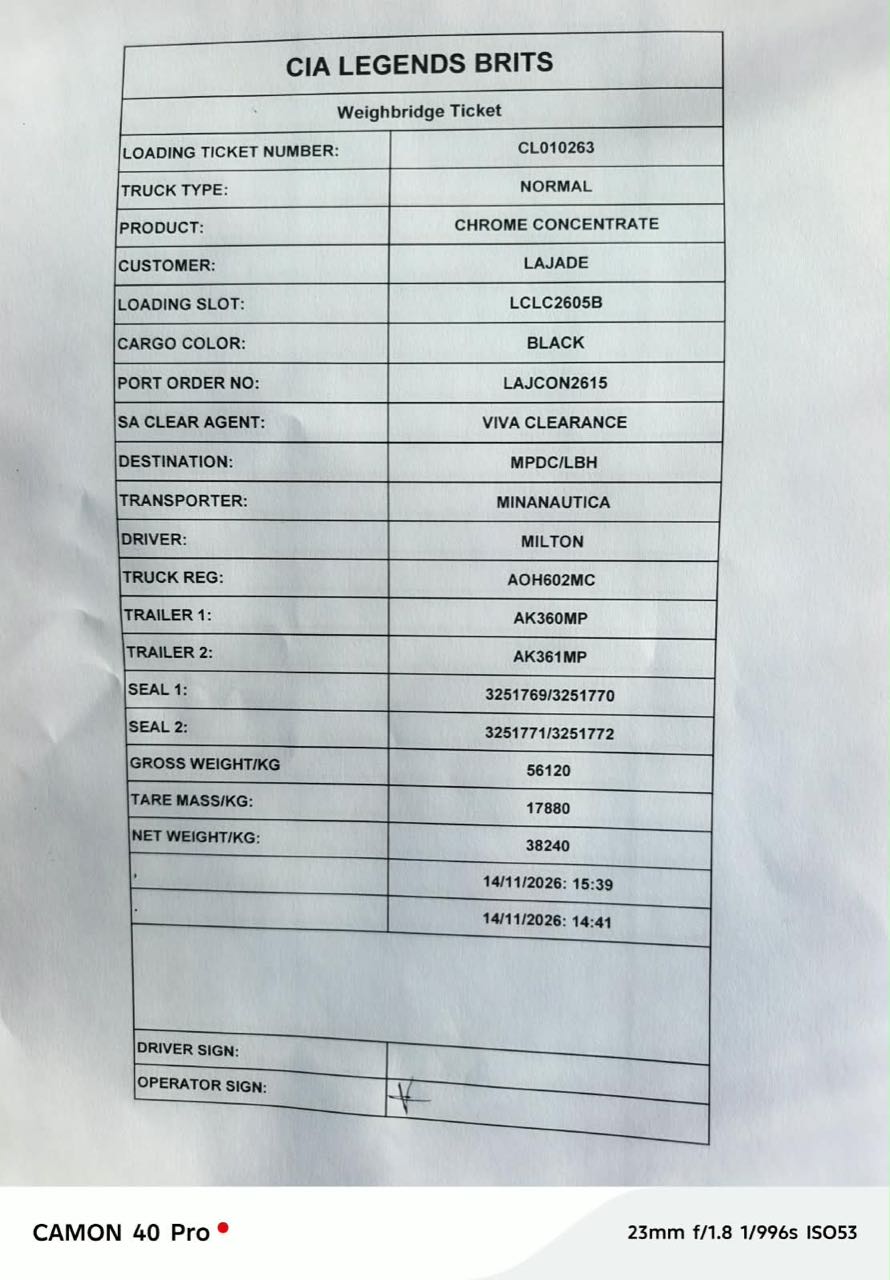 CIA LEGENDS BRITS
Weighbridge Ticket
LOADING TICKET NUMBER: CL010263
TRUCK TYPE: NORMAL
PRODUCT: CHROME CONCENTRATE
CUSTOMER: LAJADE
LOADING SLOT: LCLC2605B
CARGO COLOR: BLACK
PORT ORDER NO: LAJCON2615
SA CLEAR AGENT: VIVA CLEARANCE
DESTINATION: MPDC/LBH
TRANSPORTER: MINANAUTICA
DRIVER: MILTON
TRUCK REG: AOH602MC
TRAILER 1: AK360MP
TRAILER 2: AK361MP
SEAL 1: 3251769/3251770
SEAL 2: 3251771/3251772
GROSS WEIGHT/KG 56120
TARE MASS/KG: 17880
NET WEIGHT/KG: 38240
, 14/11/2026: 15:39
. 14/11/2026: 14:41
DRIVER SIGN:
OPERATOR SIGN:
CAMON 40 Pro
23mm f/1.8 1/996s ISO53